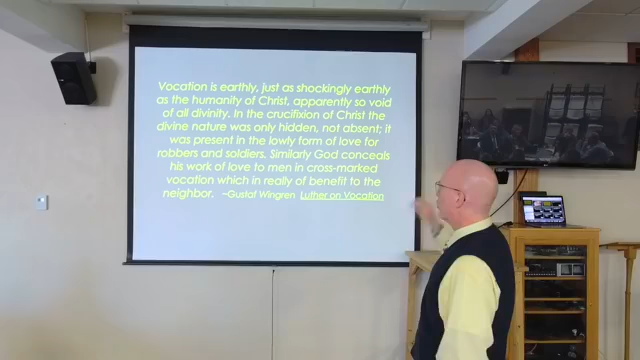 Vocation is earthly, just as shockingly earthly
as the humanity of Christ, apparently so void
of all divinity. In the crucifixion of Christ the
divine nature was only hidden, not absent; it
was present in the lowly form of love for
robbers and soldiers. Similarly God conceals
his work of love to men in cross-marked
vocation which in really of benefit to the
neighbor. ~Gustaf Wingren Luther on Vocation